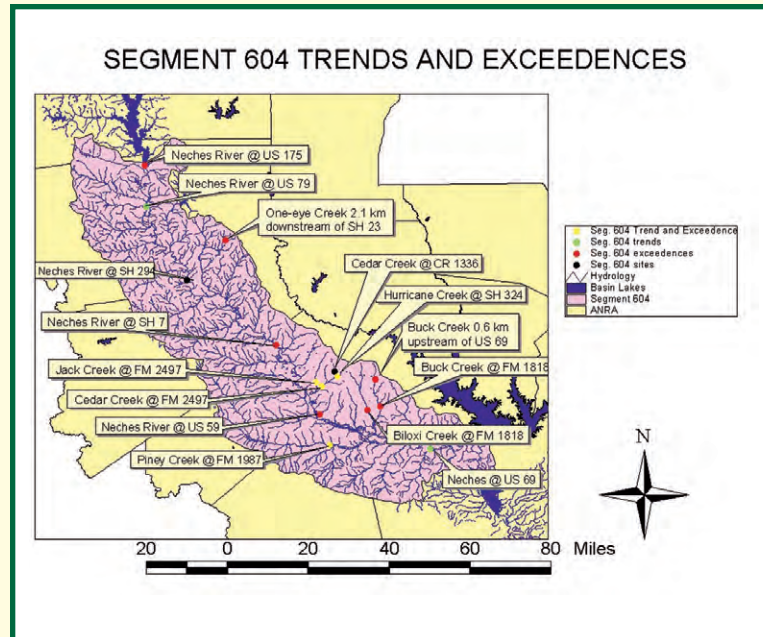 SEGMENT 604 TRENDS AND EXCEEDENCES
Neches River @ US 175
Neches River @ US 79
One-eye Creek 2.1 km
downstream of SH 23
Cedar Creek @ CR 1336
Neches River @ SH 294
Hurricane Creek @ SH 324
Neches River @ SH 7
Buck Creek 0.6 km
upstream of US 69
Jack Creek @ FM 2497
Buck Creek @ FM 1818
Cedar Creek @ FM 2497
Neches River @ US 59
Biloxi Creek @ FM 1818
Piney Creek @ FM 1987
Neches @ US 69
Seg. 604 Trend and Exceedence
Seg. 604 trends
Seg. 604 exceedences
Seg. 604 sites
Hydrology
Basin Lakes
Segment 604
ANRA
N
20 0 20 40 60 80 Miles